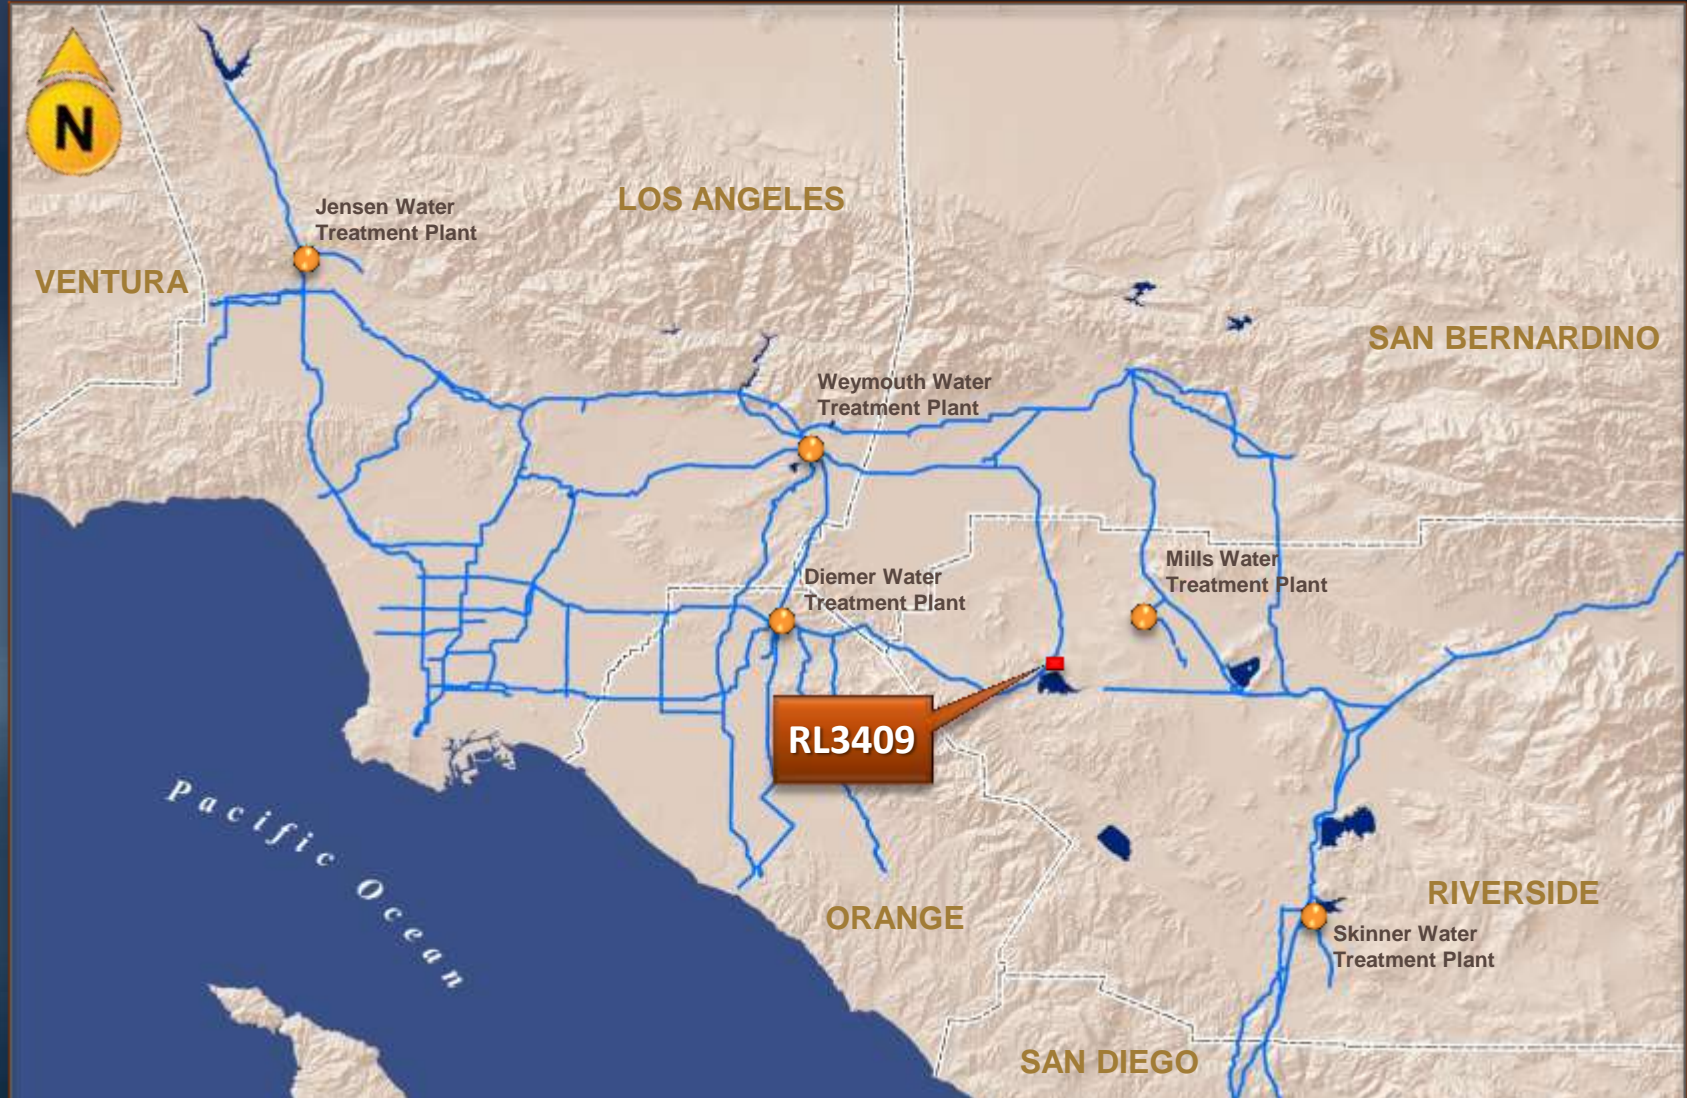 N
Jensen Water
Treatment Plant
LOS ANGELES
VENTURA
SAN BERNARDINO
Weymouth Water
Treatment Plant
Mills Water
Treatment Plant
Diemer Water
Treatment Plant
RL3409
Pacific Ocean
ORANGE
RIVERSIDE
Skinner Water
Treatment Plant
SAN DIEGO